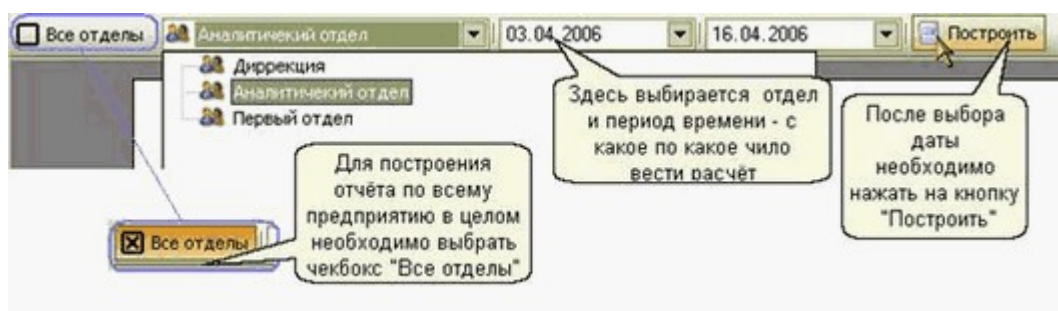 Все отделы
Аналитичекий отдел
03.04.2006
16.04.2006
Построить
Диррекция
Аналитичекий отдел
Первый отдел
Здесь выбирается отдел
и период времени - с
какое по какое чило
вести расчёт
После выбора
даты
необходимо
нажать на кнопку
"Построить"
Для построения
отчёта по всему
предприятию в целом
необходимо выбрать
чекбокс "Все отделы"
Все отделы